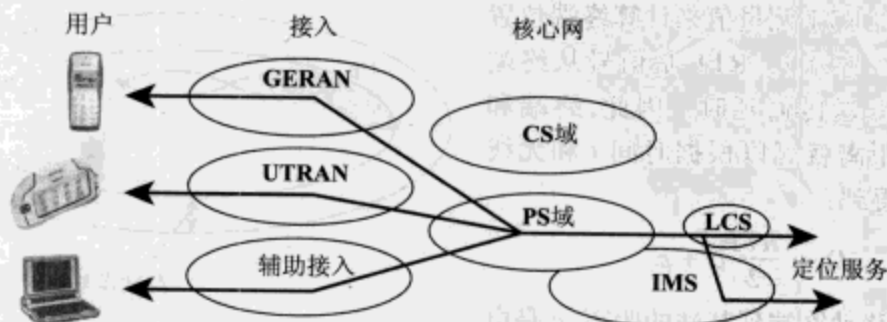 用户
接入
核心网
GERAN
CS域
UTRAN
PS域
LCS
辅助接入
IMS
定位服务